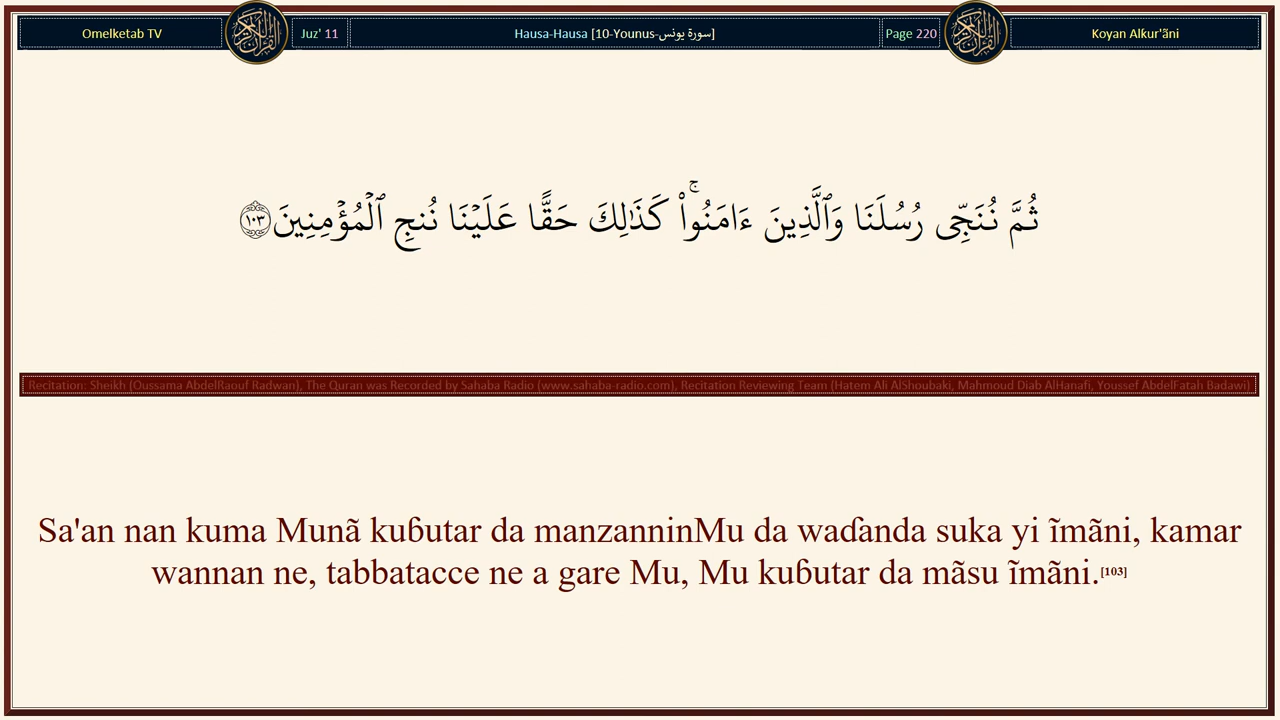 Omelketab TV
Juz' 11
Hausa-Hausa [10-Younus-سورة يونس]
Page 220
Koyan Alƙur'ãni
ثُمَّ نُنَجِّى رُسُلَنَا وَٱلَّذِينَ ءَامَنُوا۟ ۚ كَذَٰلِكَ حَقًّا عَلَيْنَا نُنجِ ٱلْمُؤْمِنِينَ ١٠٣
Recitation: Sheikh (Oussama AbdelRaouf Radwan), The Quran was Recorded by Sahaba Radio (www.sahaba-radio.com), Recitation Reviewing Team (Hatem Ali AlShoubaki, Mahmoud Diab AlHanafi, Youssef AbdelFatah Badawi)
Sa'an nan kuma Munã kuɓutar da manzanninMu da waɗanda suka yi ĩmãni, kamar
wannan ne, tabbatacce ne a gare Mu, Mu kuɓutar da mãsu ĩmãni.[103]